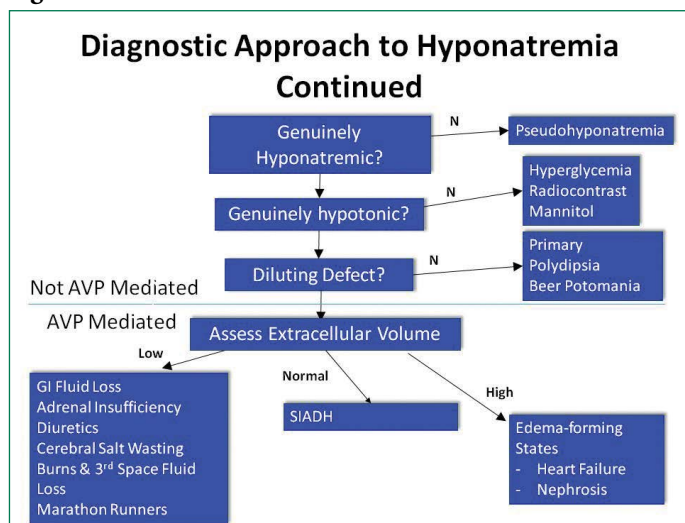 Diagnostic Approach to Hyponatremia
Continued
Genuinely
Hyponatremic?
N
Pseudohyponatremia
Genuinely hypotonic?
N
Hyperglycemia
Radiocontrast
Mannitol
Diluting Defect?
N
Primary
Polydipsia
Beer Potomania
Not AVP Mediated
AVP Mediated
Assess Extracellular Volume
Low
Normal
High
GI Fluid Loss
Adrenal Insufficiency
Diuretics
Cerebral Salt Wasting
Burns & 3rd Space Fluid
Loss
Marathon Runners
SIADH
Edema-forming
States
- Heart Failure
- Nephrosis